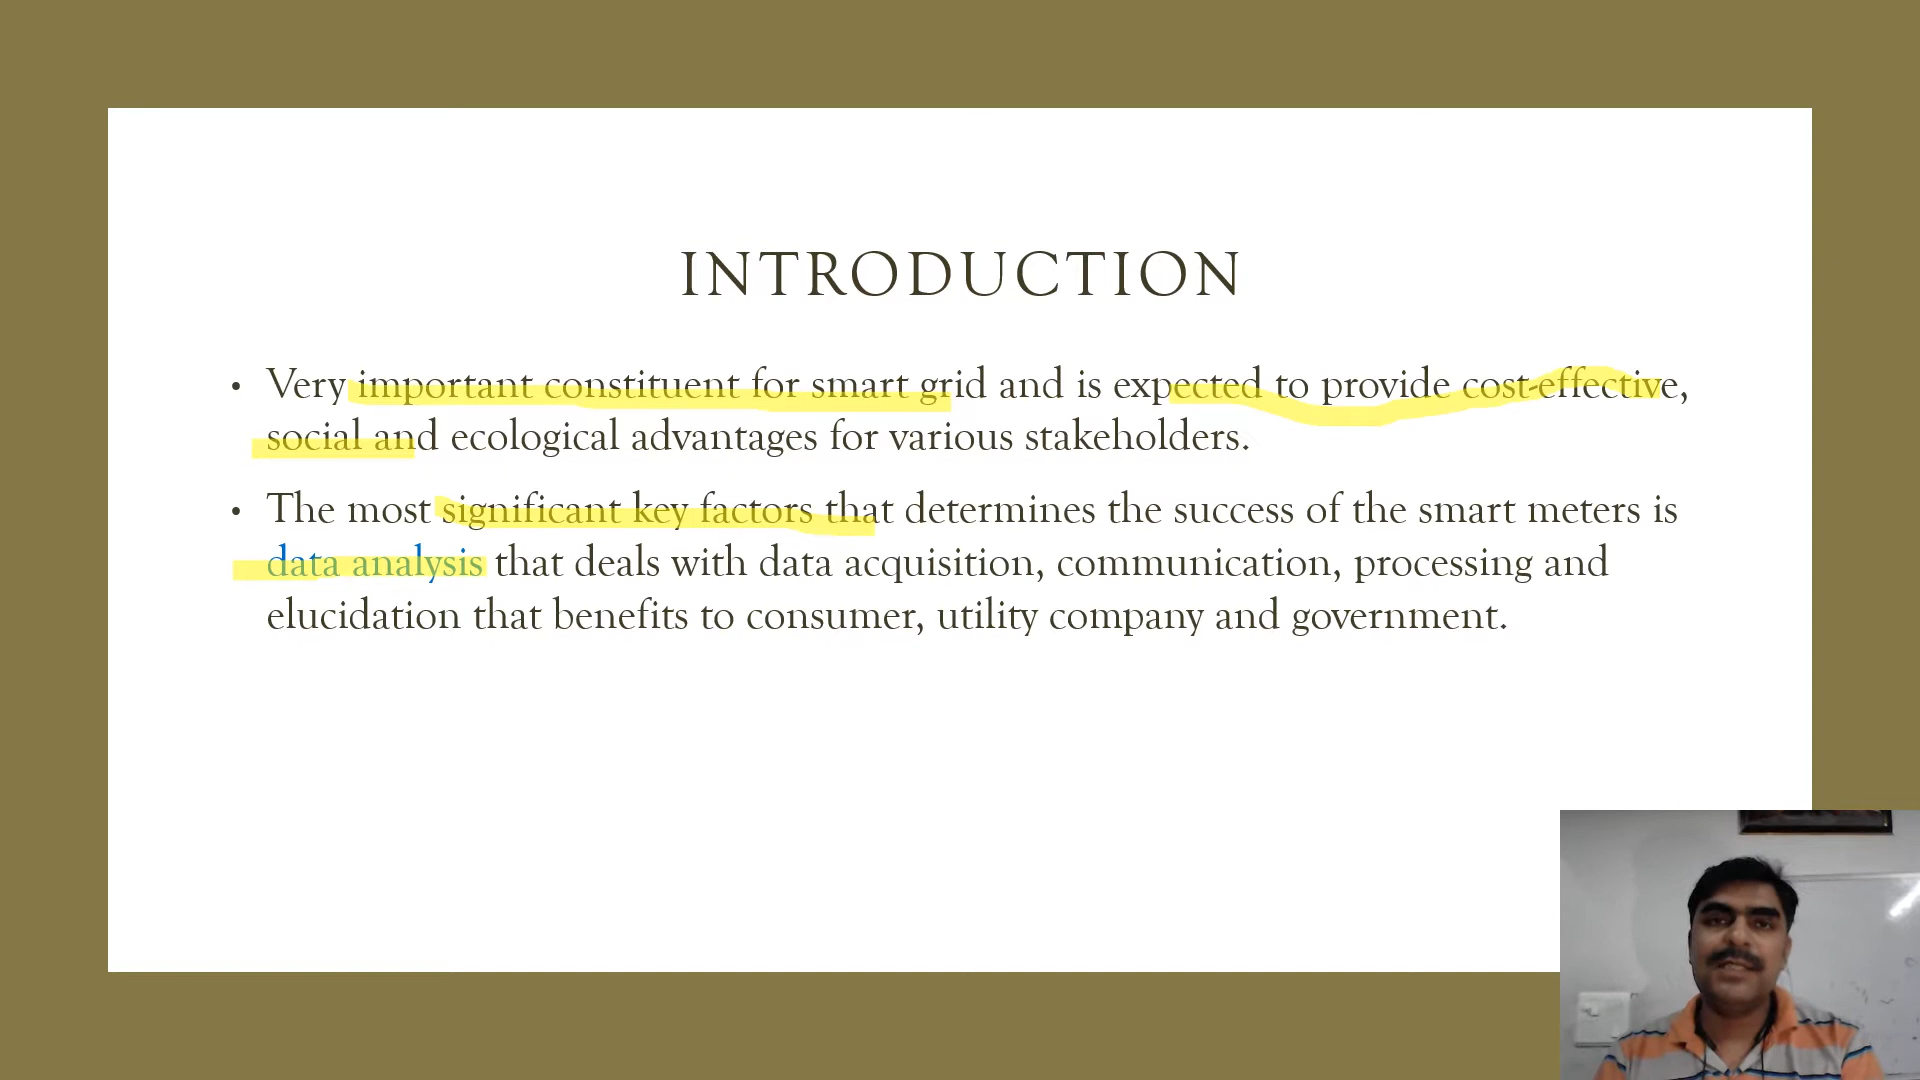 INTRODUCTION
• Very important constituent for smart grid and is expected to provide cost-effective,
social and ecological advantages for various stakeholders.
• The most significant key factors that determines the success of the smart meters is
data analysis that deals with data acquisition, communication, processing and
elucidation that benefits to consumer, utility company and government.